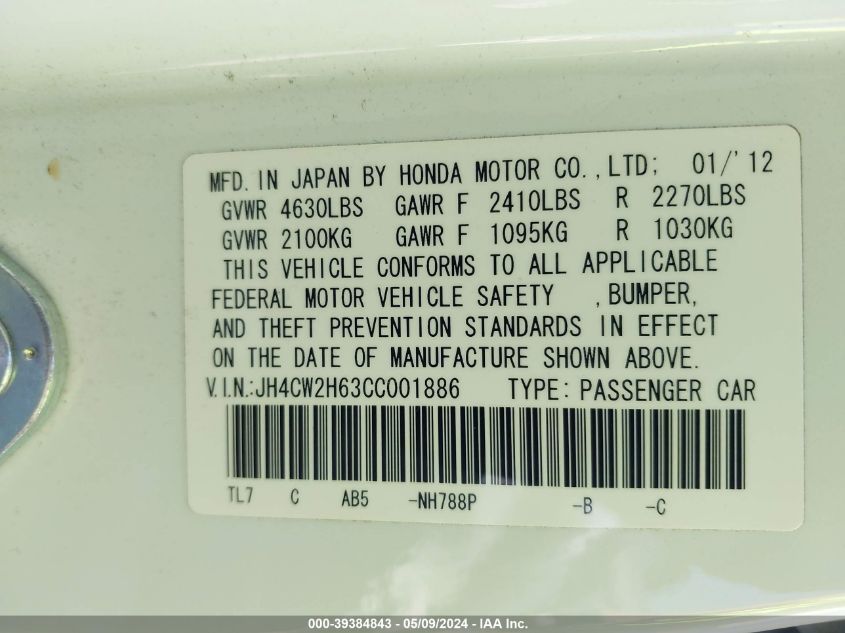 MFD. IN JAPAN BY HONDA MOTOR CO., LTD; 01/'12
GVWR 4630LBS GAWR F 2410LBS R 2270LBS
GVWR 2100KG GAWR F 1095KG R 1030KG
THIS VEHICLE CONFORMS TO ALL APPLICABLE
FEDERAL MOTOR VEHICLE SAFETY , BUMPER,
AND THEFT PREVENTION STANDARDS IN EFFECT
ON THE DATE OF MANUFACTURE SHOWN ABOVE.
V.I.N.:JH4CW2H63CC001886 TYPE: PASSENGER CAR
TL7 C AB5 -NH788P -B -C
000-39384843 - 05/09/2024 - IAA Inc.